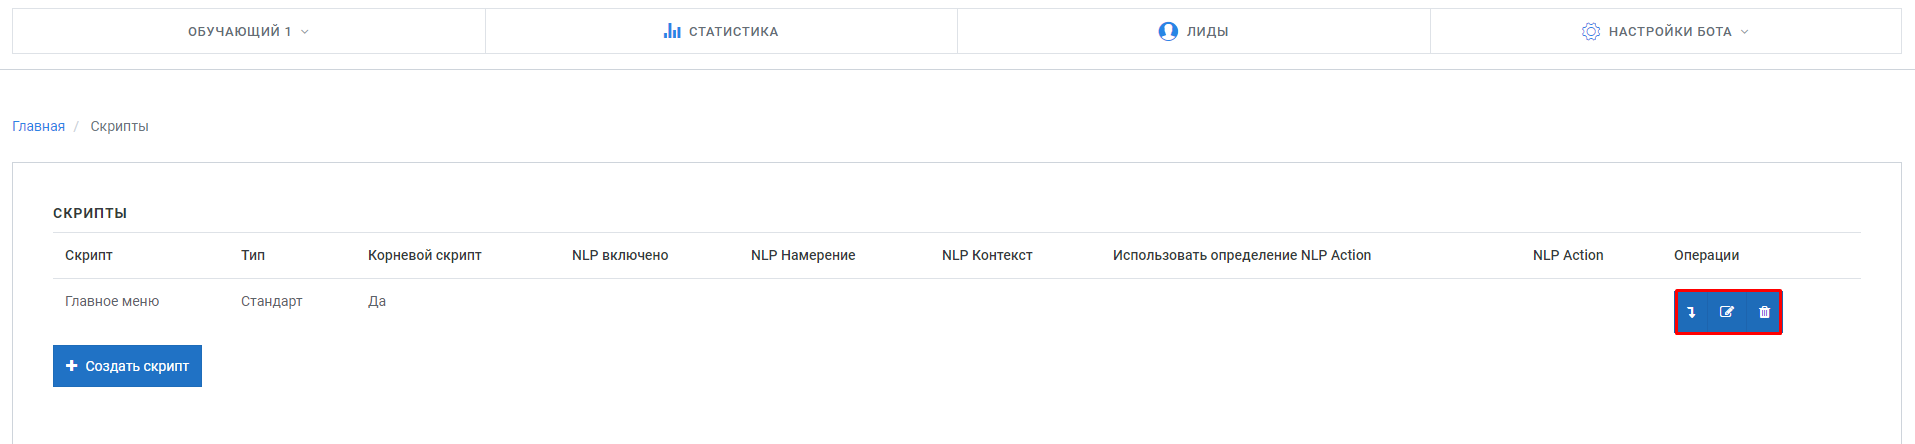 ОБУЧАЮЩИЙ 1 СТАТИСТИКА ЛИДЫ НАСТРОЙКИ БОТА
Главная / Скрипты
СКРИПТЫ
Скрипт Тип Корневой скрипт NLP включено NLP Намерение NLP Контекст Использовать определение NLP Action NLP Action Операции
Главное меню Стандарт Да
Создать скрипт